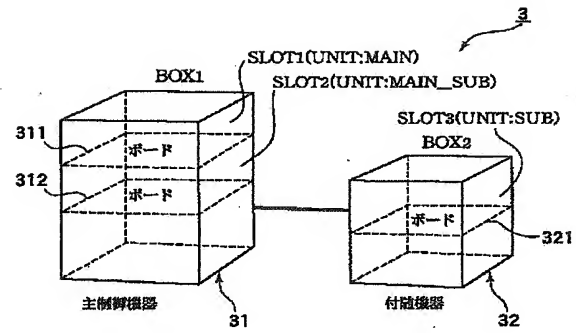 3
SLOT1(UNIT:MAIN)
BOX1
SLOT2(UNIT:MAIN_SUB)
SLOT3(UNIT:SUB)
BOX2
311
ボード
312
ボード
ボード
321
主制御機器
31
付随機器
32